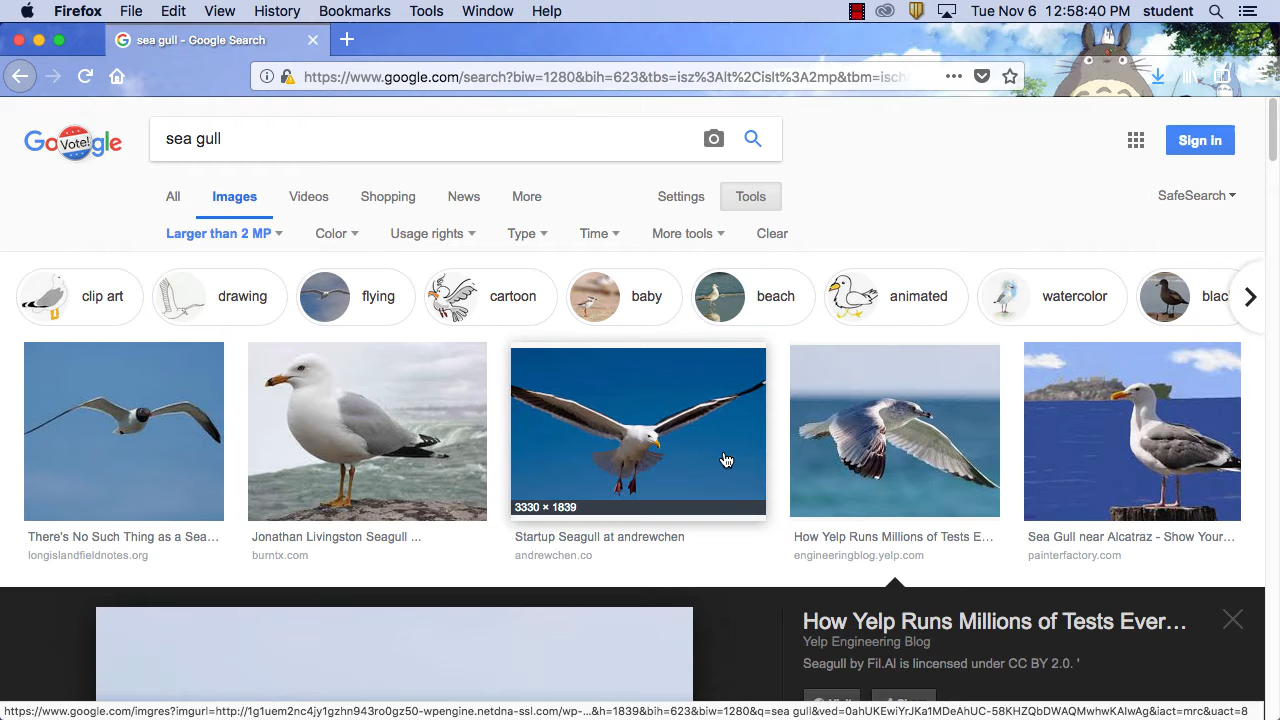 Firefox File Edit View History Bookmarks Tools Window Help Tue Nov 6 12:58:40 PM student
sea gull - Google Search
https://www.google.com/search?biw=1280&bih=623&tbs=isz%3Alt%2Cislt%3A2mp&tbm=isch
Google Vote!
sea gull
Sign in
All Images Videos Shopping News More Settings Tools SafeSearch
Larger than 2 MP Color Usage rights Type Time More tools Clear
clip art drawing flying cartoon baby beach animated watercolor blac
3330 × 1839
There's No Such Thing as a Sea... Jonathan Livingston Seagull ... Startup Seagull at andrewchen How Yelp Runs Millions of Tests E... Sea Gull near Alcatraz - Show Your...
longislandfieldnotes.org burntx.com andrewchen.co engineeringblog.yelp.com painterfactory.com
How Yelp Runs Millions of Tests Ever...
Yelp Engineering Blog
Seagull by Fil.Al is lincensed under CC BY 2.0. '
https://www.google.com/imgres?imgurl=http://1g1uem2nc4jy1gzhn943ro0gz50-wpengine.netdna-ssl.com/wp-...&h=1839&bih=623&biw=1280&q=sea gull&ved=0ahUKEwiYrJKa1MDeAhUC-58KHZQbDWAQMwhwKAIwAg&iact=mrc&uact=8